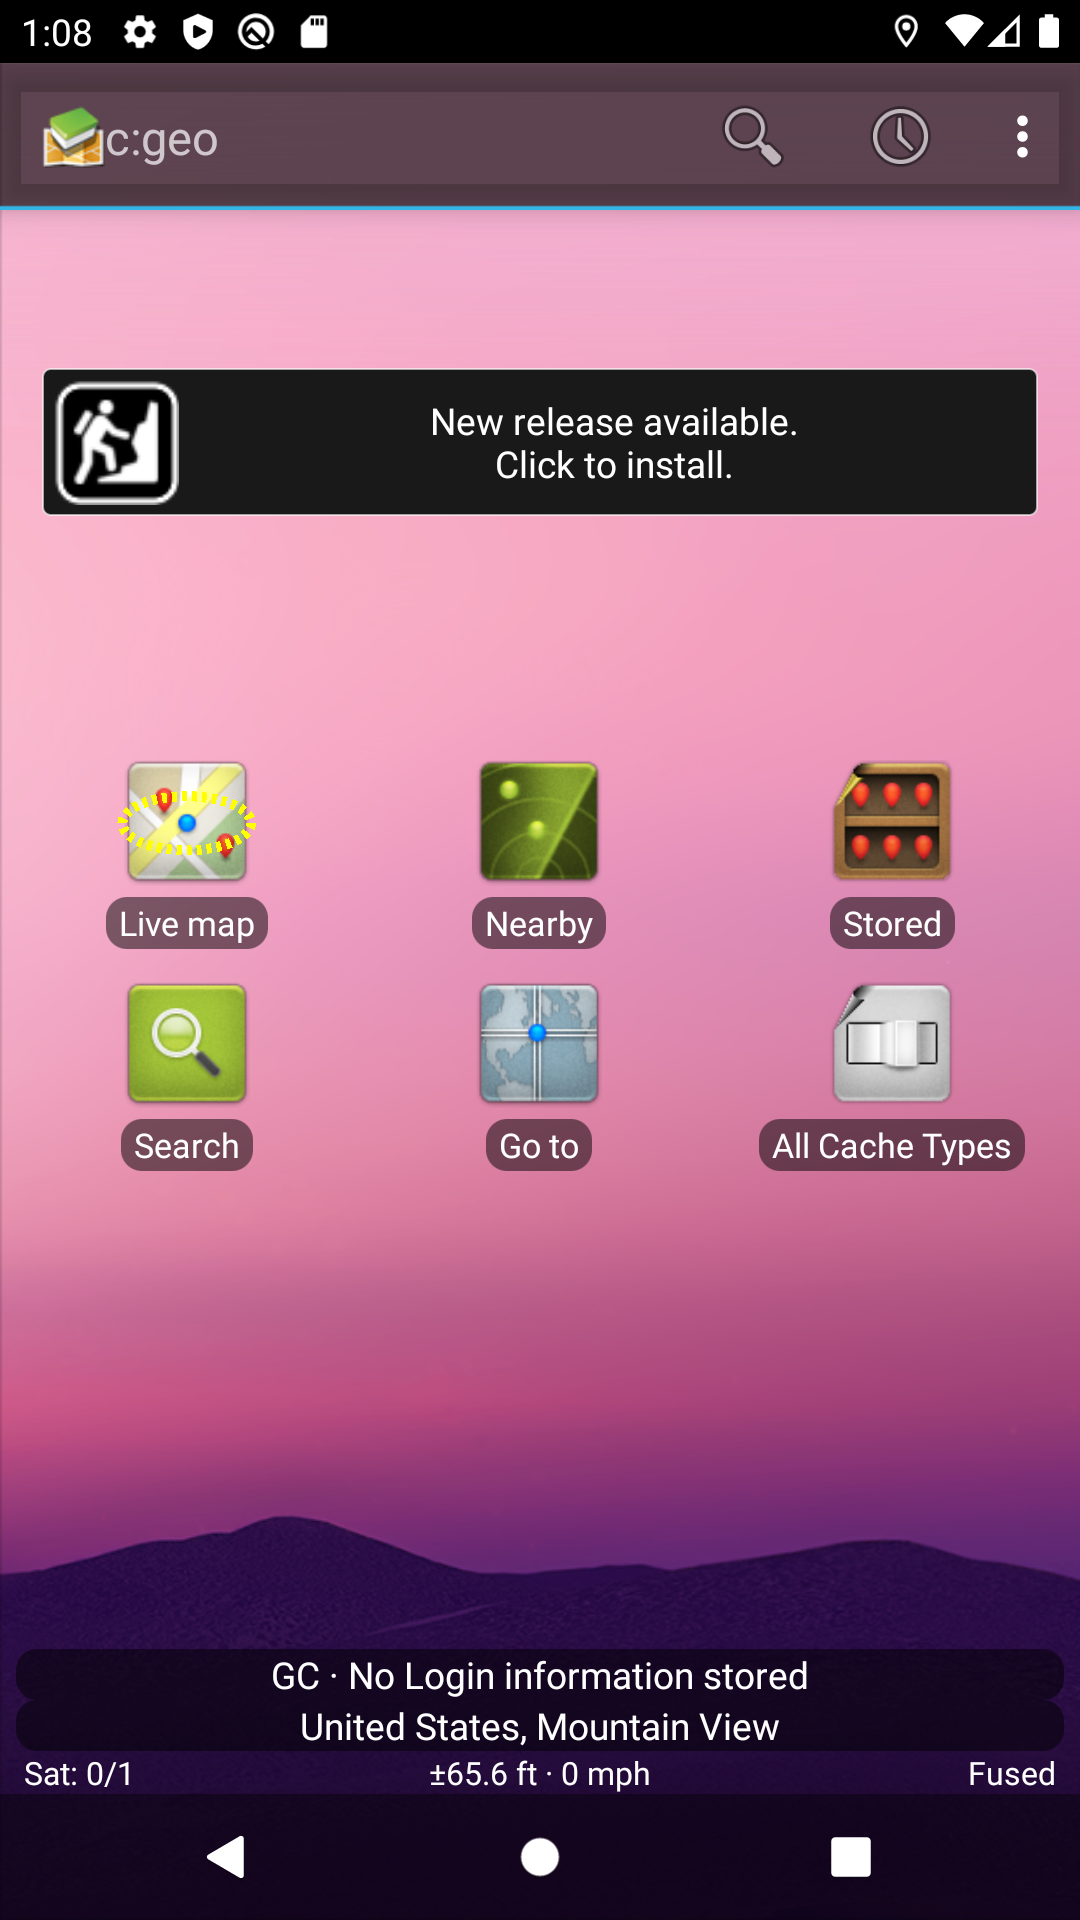 1:08
c:geo
New release available.
Click to install.
Live map
Nearby
Stored
Search
Go to
All Cache Types
GC · No Login information stored
United States, Mountain View
Sat: 0/1
±65.6 ft · 0 mph
Fused